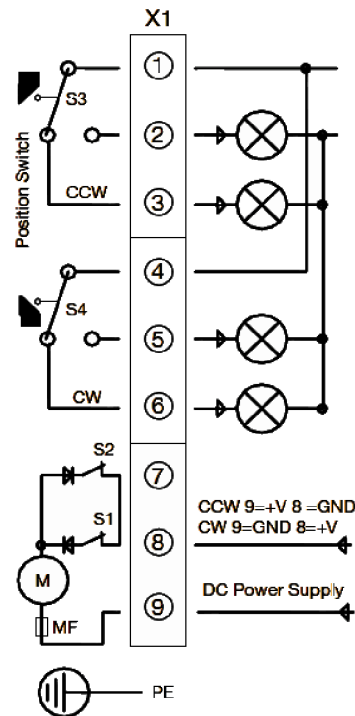 X1
1
S3
Position Switch
2
CCW
3
4
S4
5
CW
6
S2
7
CCW 9=+V 8 =GND
S1
8
CW 9=GND 8=+V
M
DC Power Supply
9
MF
PE